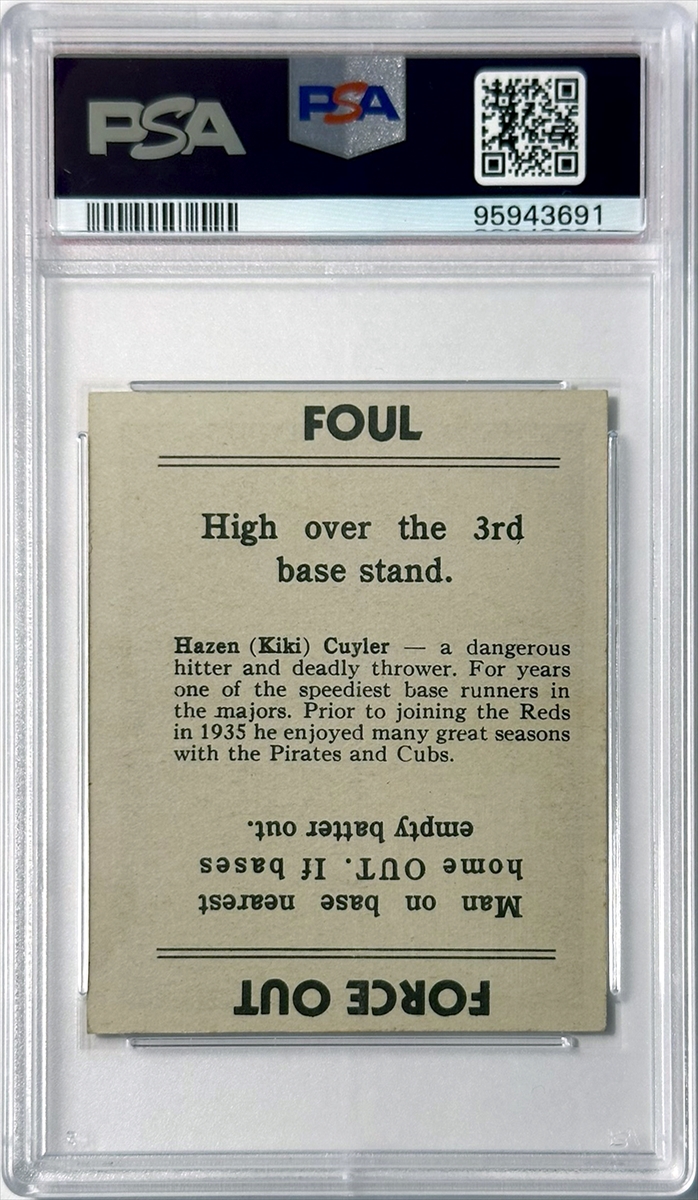 PSA
PSA
95943691
FOUL
High over the 3rd
base stand.
Hazen (Kiki) Cuyler — a dangerous
hitter and deadly thrower. For years
one of the speediest base runners in
the majors. Prior to joining the Reds
in 1935 he enjoyed many great seasons
with the Pirates and Cubs.
FORCE OUT
Man on base nearest
home OUT. If bases
empty batter out.